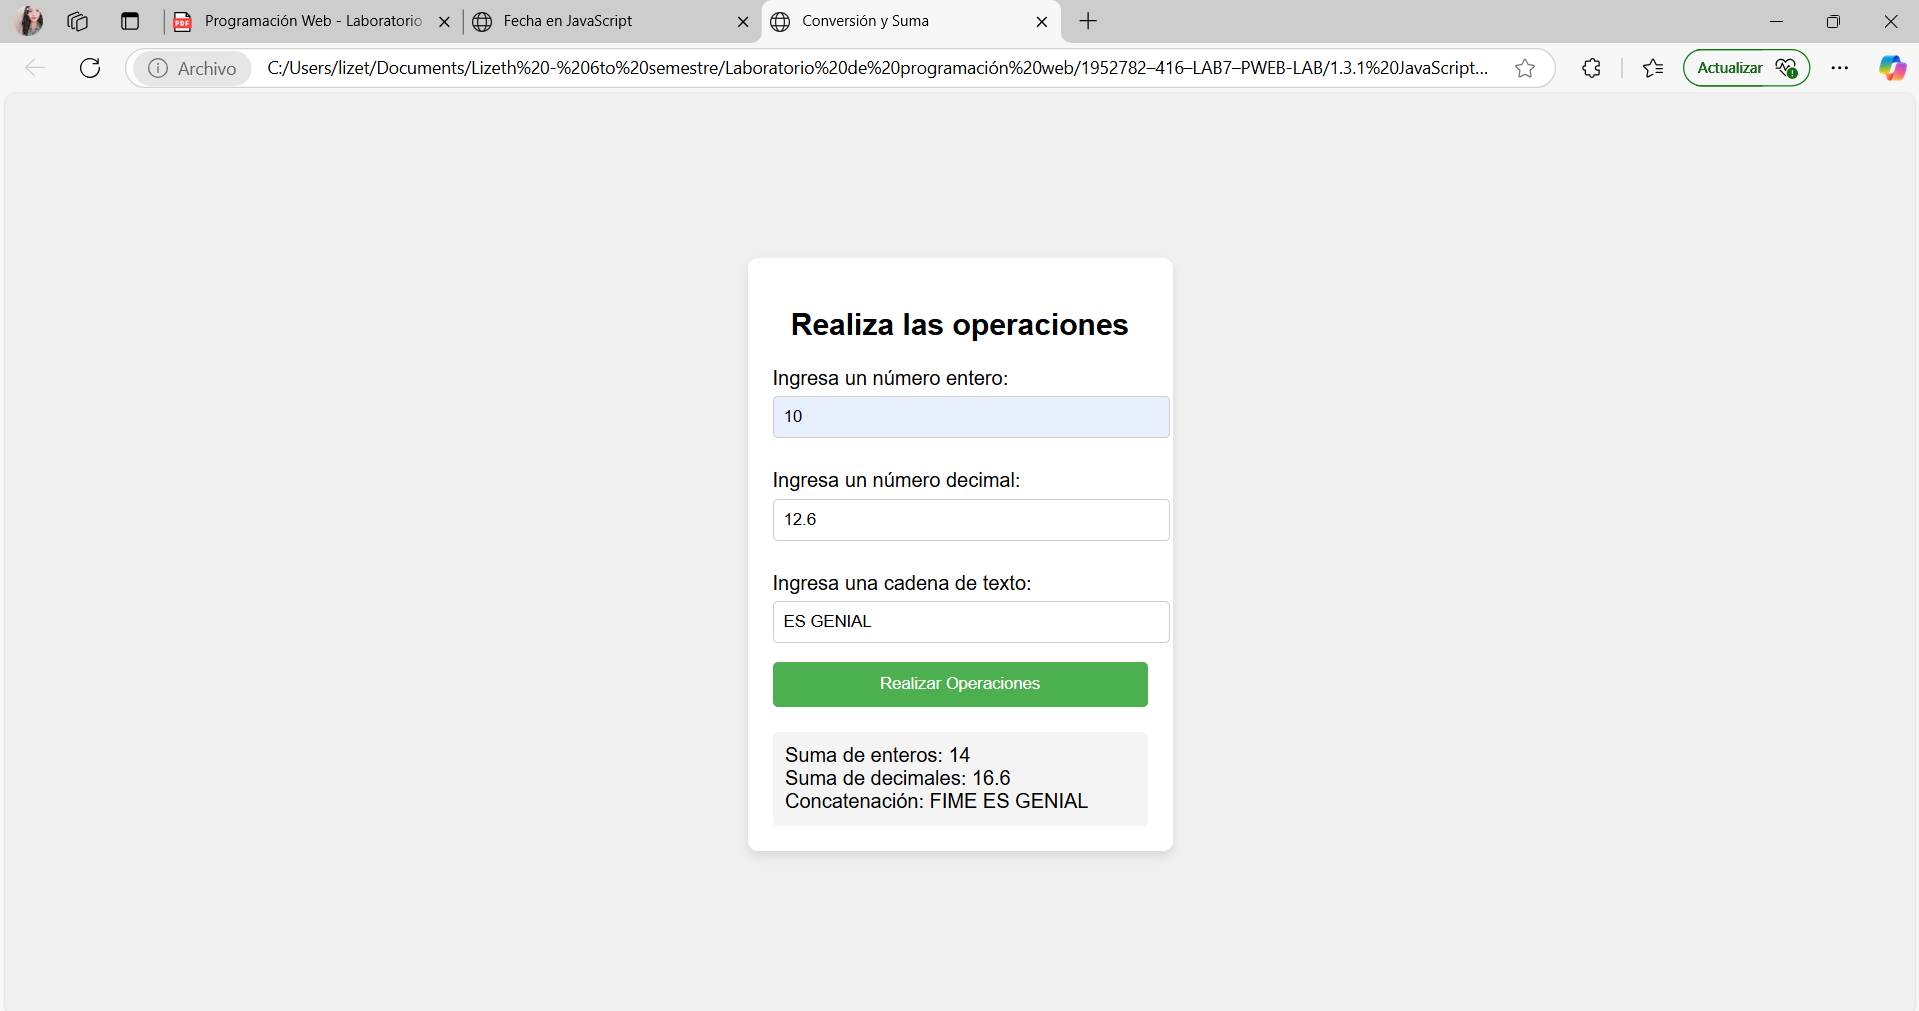 Programación Web - Laboratorio
Fecha en JavaScript
Conversión y Suma
Archivo
C:/Users/lizet/Documents/Lizeth%20-%206to%20semestre/Laboratorio%20de%20programación%20web/1952782–416–LAB7–PWEB-LAB/1.3.1%20JavaScript...
Actualizar
Realiza las operaciones
Ingresa un número entero:
10
Ingresa un número decimal:
12.6
Ingresa una cadena de texto:
ES GENIAL
Realizar Operaciones
Suma de enteros: 14
Suma de decimales: 16.6
Concatenación: FIME ES GENIAL